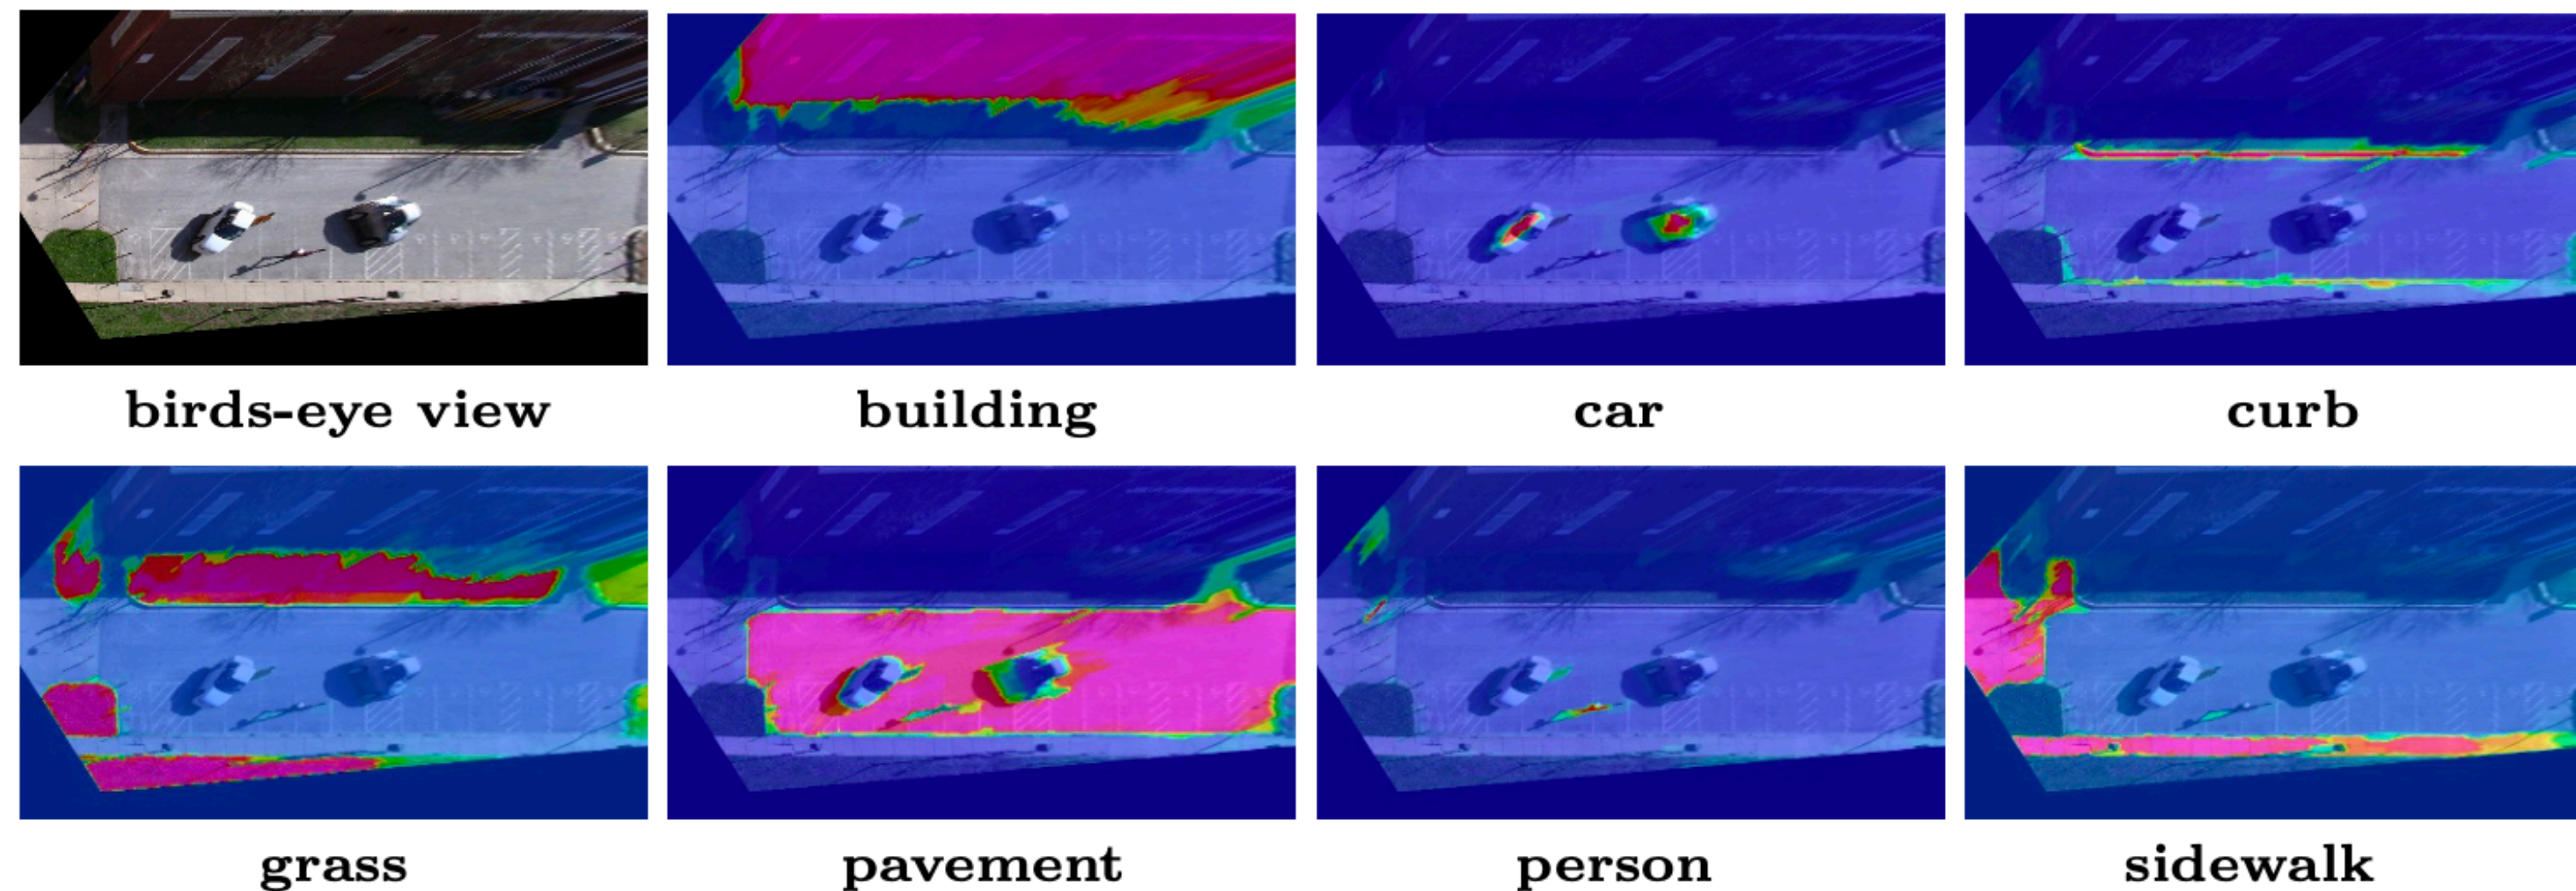 birds-eye view
building
car
curb
grass
pavement
person
sidewalk